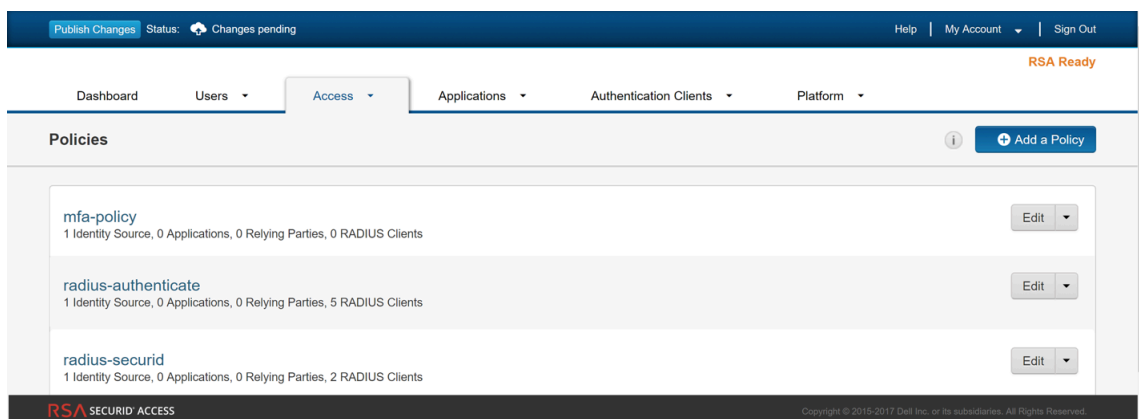 Publish Changes Status: Changes pending Help My Account Sign Out
RSA Ready
Dashboard Users Access Applications Authentication Clients Platform
Policies i Add a Policy
mfa-policy
1 Identity Source, 0 Applications, 0 Relying Parties, 0 RADIUS Clients
Edit
radius-authenticate
1 Identity Source, 0 Applications, 0 Relying Parties, 5 RADIUS Clients
Edit
radius-securid
1 Identity Source, 0 Applications, 0 Relying Parties, 2 RADIUS Clients
Edit
RSA SECURID' ACCESS Copyright © 2015-2017 Dell Inc. or its subsidiaries. All Rights Reserved.